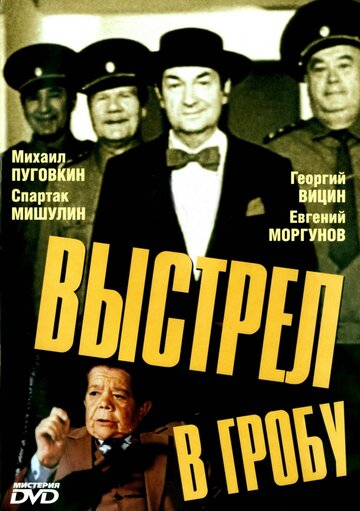 Михаил
ПУГОВКИН
Спартак
МИШУЛИН
Георгий
ВИЦИН
Евгений
МОРГУНОВ
ВЫСТРЕЛ
В ГРОБУ
МИСТЕРИЯ
DVD